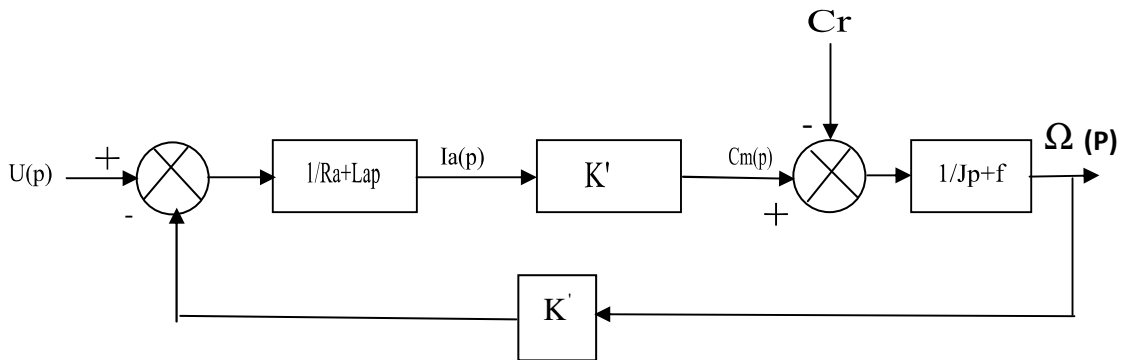 Cr
-
Ω (P)
U(p)
+
-
1/Ra+Lap
Ia(p)
K'
Cm(p)
+
1/Jp+f
K'